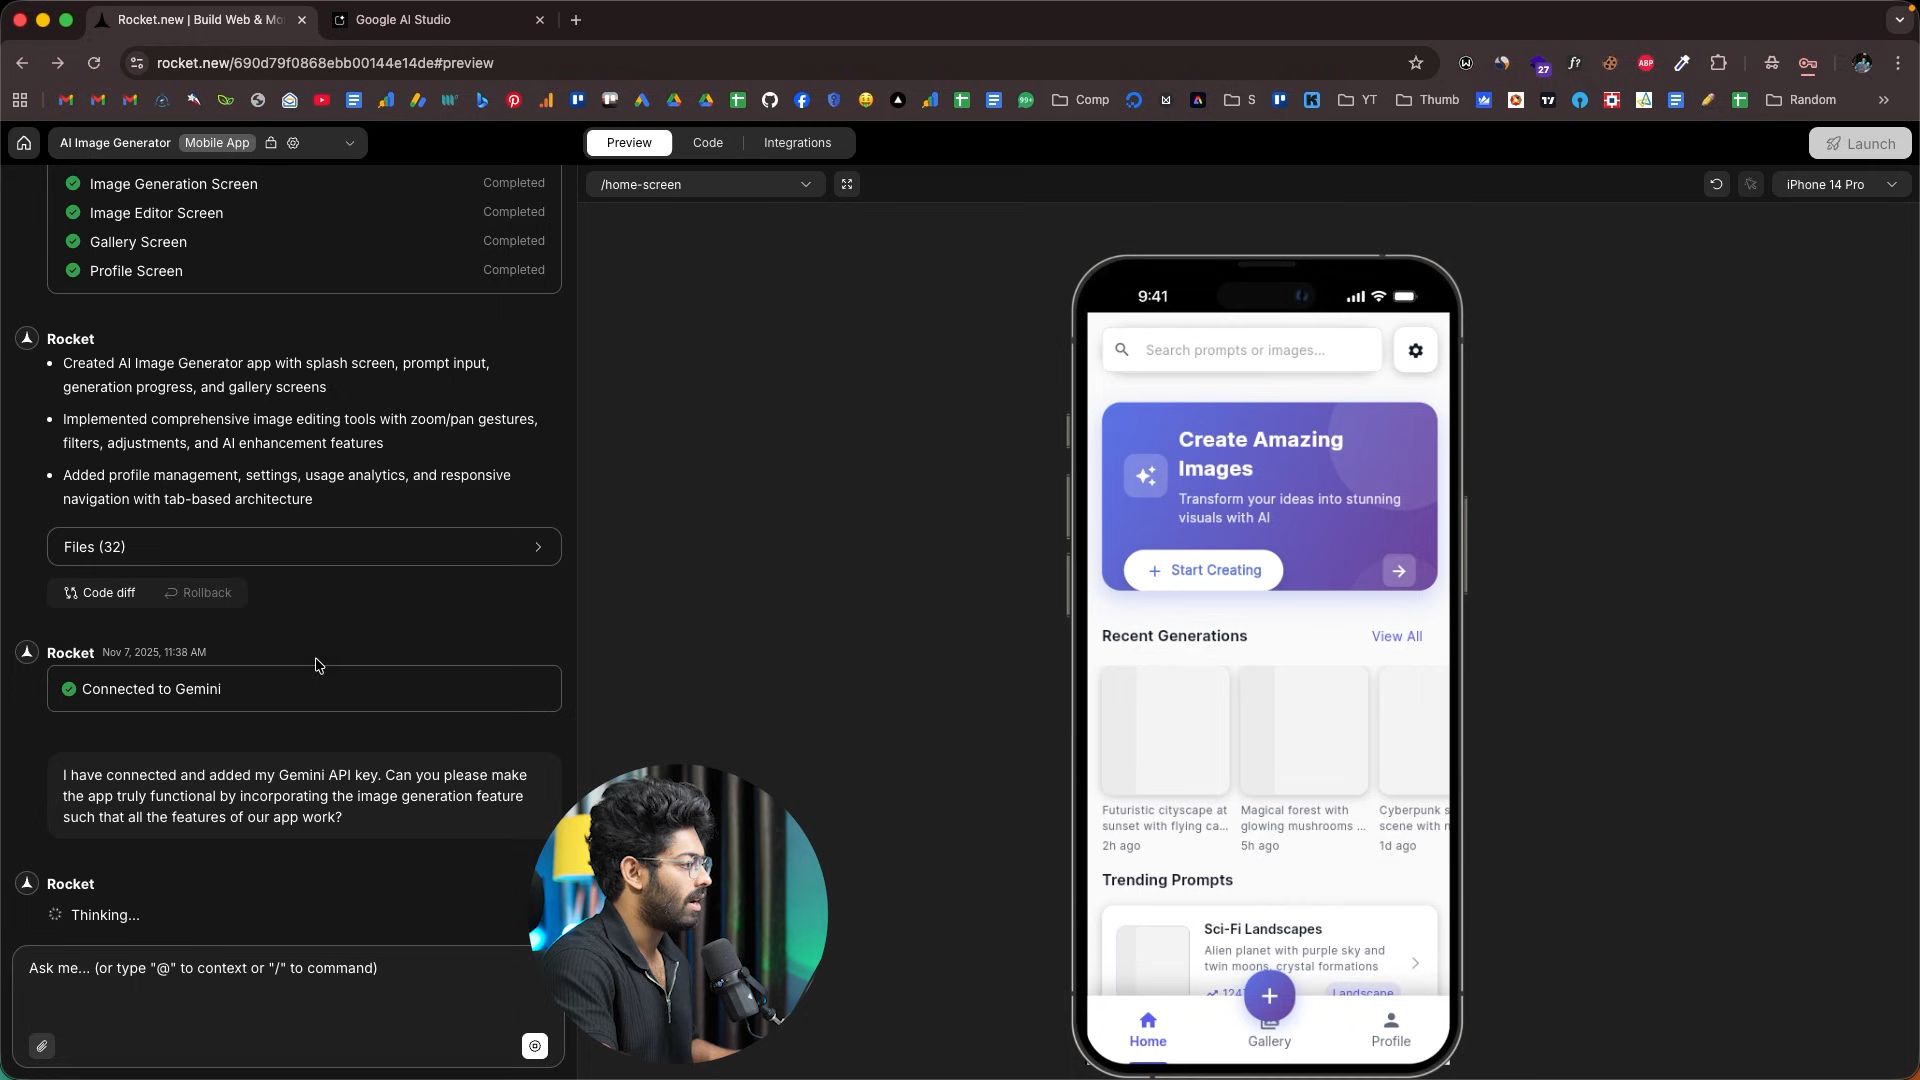 Rocket.new | Build Web & Mo
Google AI Studio
rocket.new/690d79f0868ebb00144e14de#preview
27
ABP
99+
Comp
S
YT
Thumb
Random
AI Image Generator
Mobile App
Preview
Code
Integrations
Launch
Image Generation Screen
Completed
Image Editor Screen
Completed
Gallery Screen
Completed
Profile Screen
Completed
Rocket
Created AI Image Generator app with splash screen, prompt input,
generation progress, and gallery screens
Implemented comprehensive image editing tools with zoom/pan gestures,
filters, adjustments, and AI enhancement features
Added profile management, settings, usage analytics, and responsive
navigation with tab-based architecture
Files (32)
Code diff
Rollback
Rocket
Nov 7, 2025, 11:38 AM
Connected to Gemini
I have connected and added my Gemini API key. Can you please make
the app truly functional by incorporating the image generation feature
such that all the features of our app work?
Rocket
Thinking...
Ask me... (or type "@" to context or "/" to command)
/home-screen
iPhone 14 Pro
9:41
Search prompts or images...
Create Amazing
Images
Transform your ideas into stunning
visuals with AI
+ Start Creating
Recent Generations
View All
Futuristic cityscape at
sunset with flying ca...
2h ago
Magical forest with
glowing mushrooms ...
5h ago
Cyberpunk s
scene with n
1d ago
Trending Prompts
Sci-Fi Landscapes
Alien planet with purple sky and
twin moons, crystal formations
Landscape
Home
Gallery
Profile